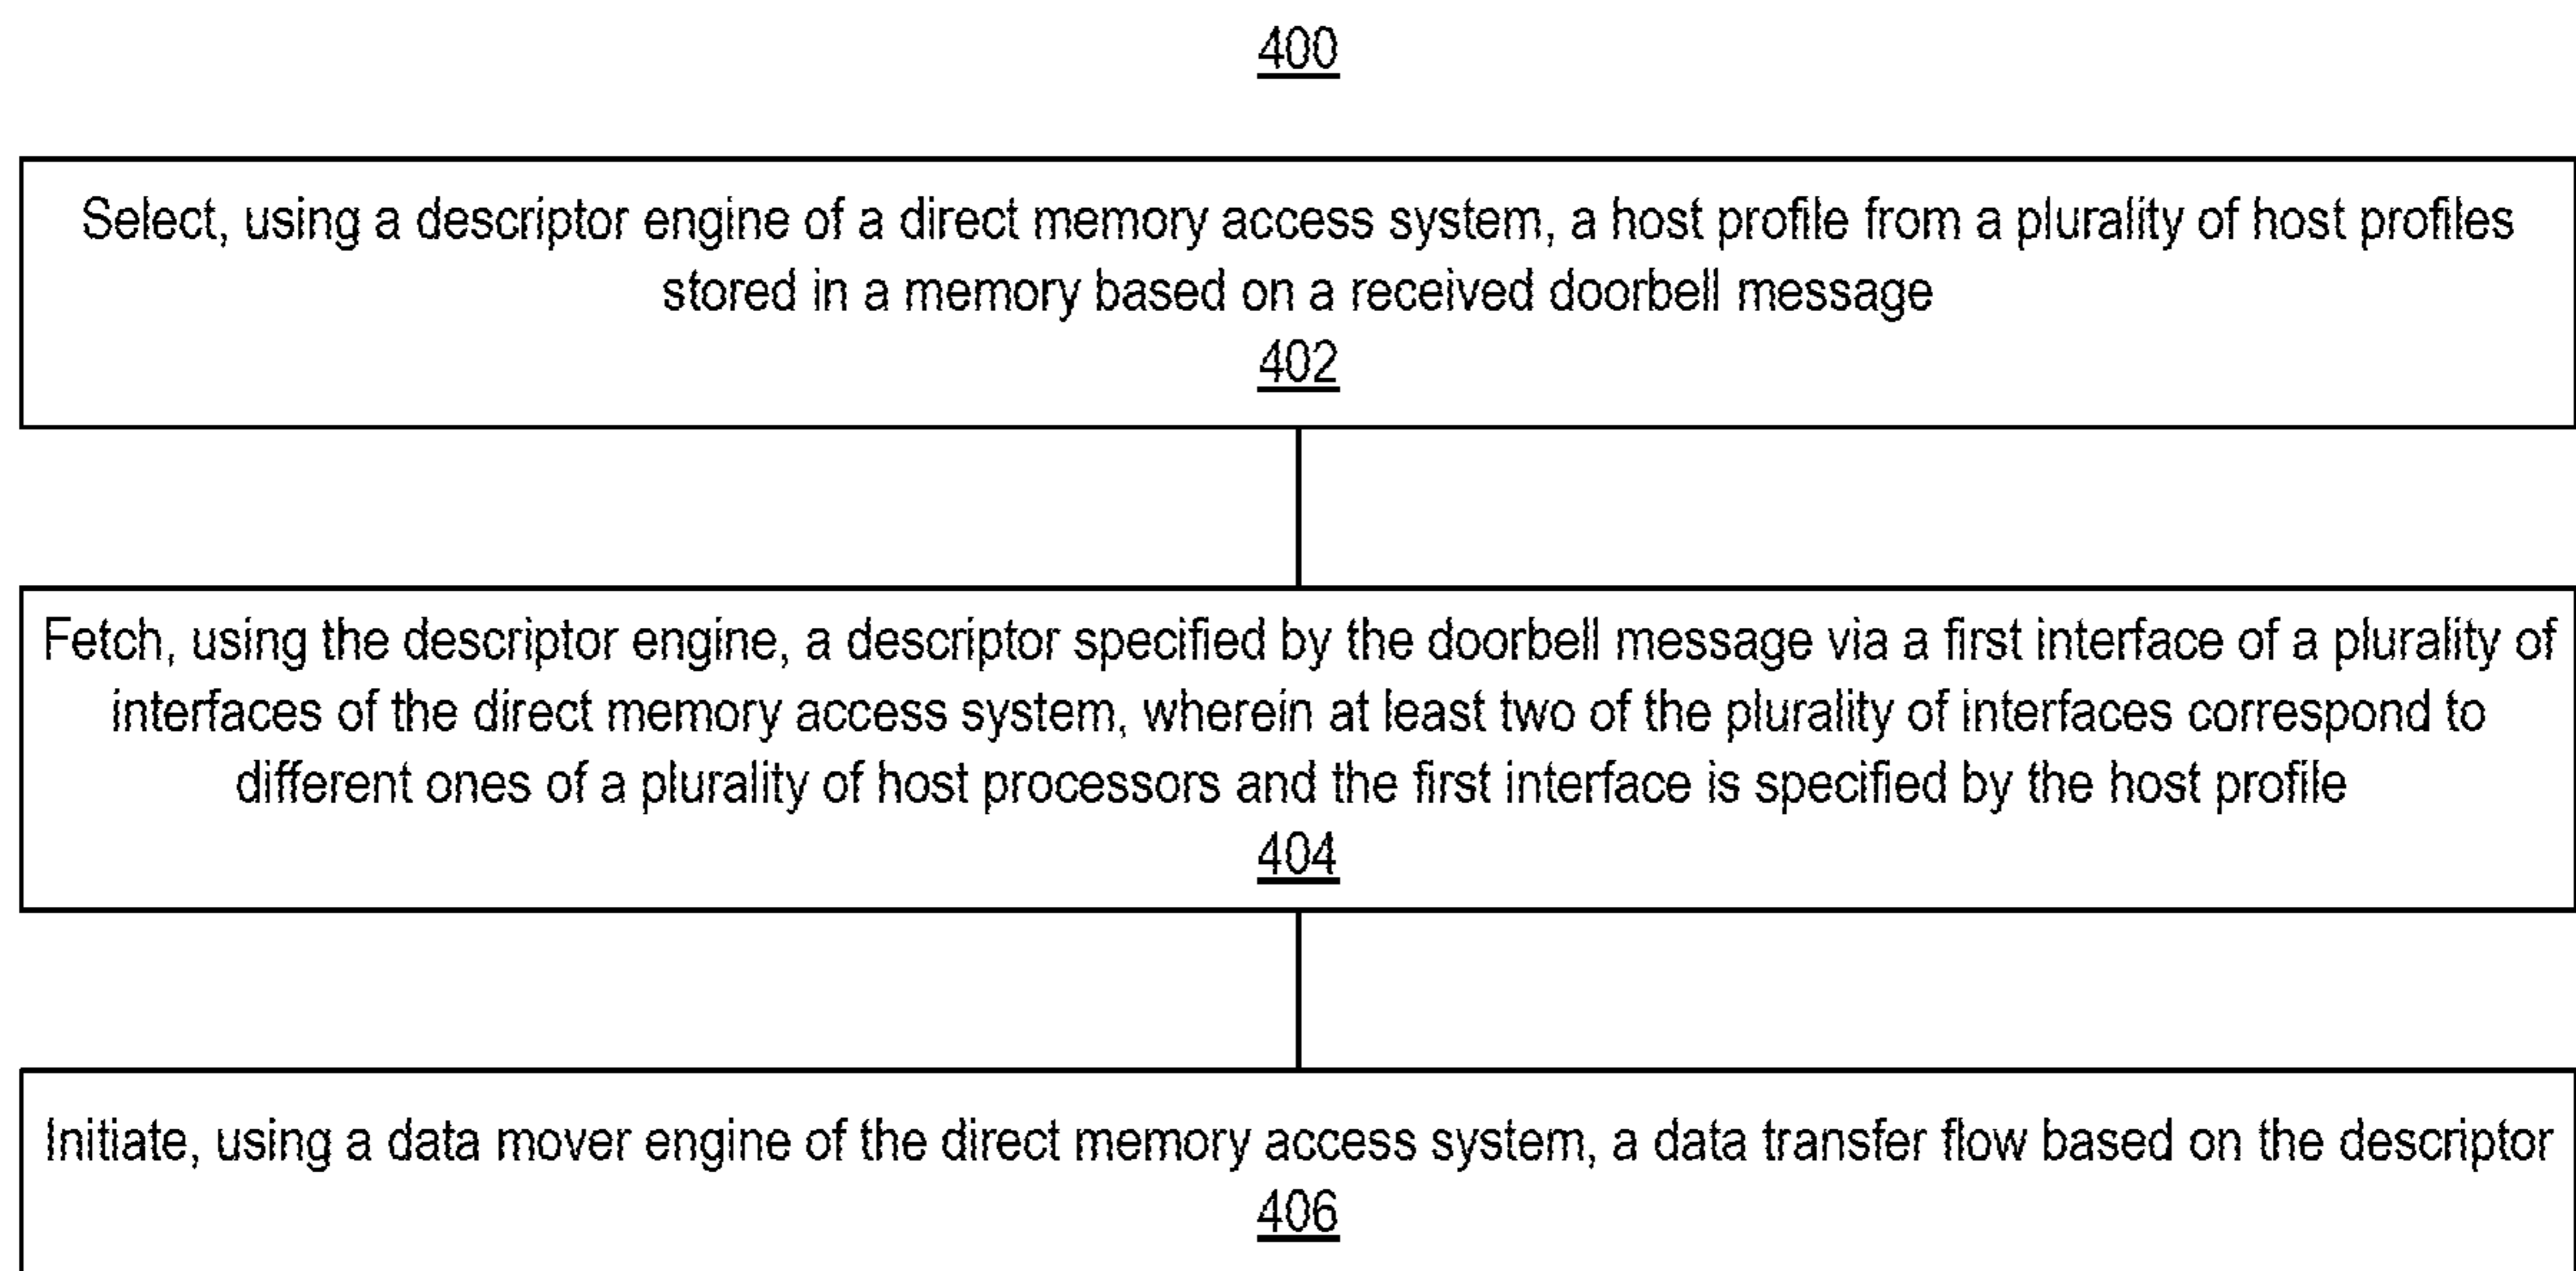 400
Select, using a descriptor engine of a direct memory access system, a host profile from a plurality of host profiles
stored in a memory based on a received doorbell message
402
Fetch, using the descriptor engine, a descriptor specified by the doorbell message via a first interface of a plurality of
interfaces of the direct memory access system, wherein at least two of the plurality of interfaces correspond to
different ones of a plurality of host processors and the first interface is specified by the host profile
404
Initiate, using a data mover engine of the direct memory access system, a data transfer flow based on the descriptor
406